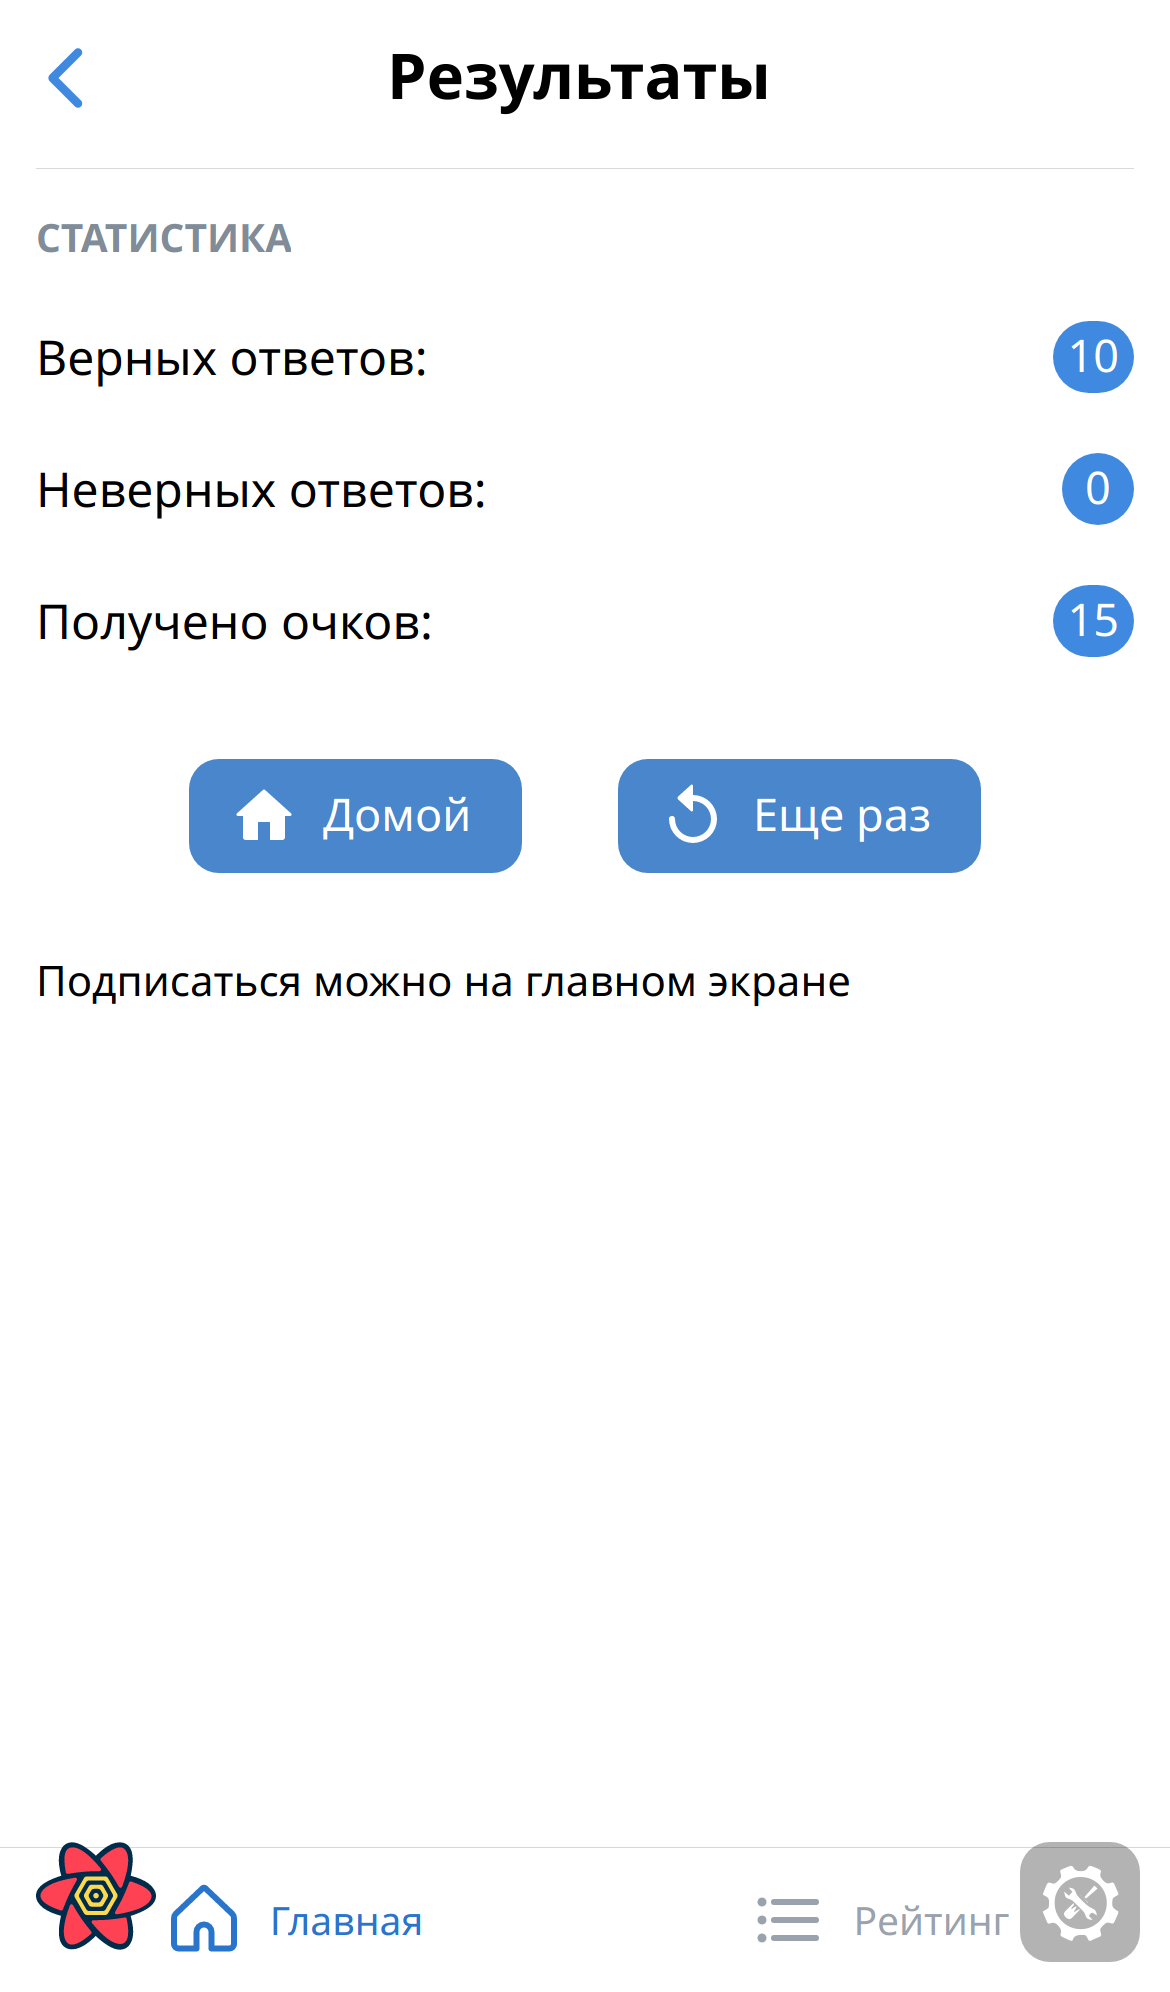 Результаты
СТАТИСТИКА
Верных ответов: 10
Неверных ответов: 0
Получено очков: 15
Домой Еще раз
Подписаться можно на главном экране
Главная Рейтинг